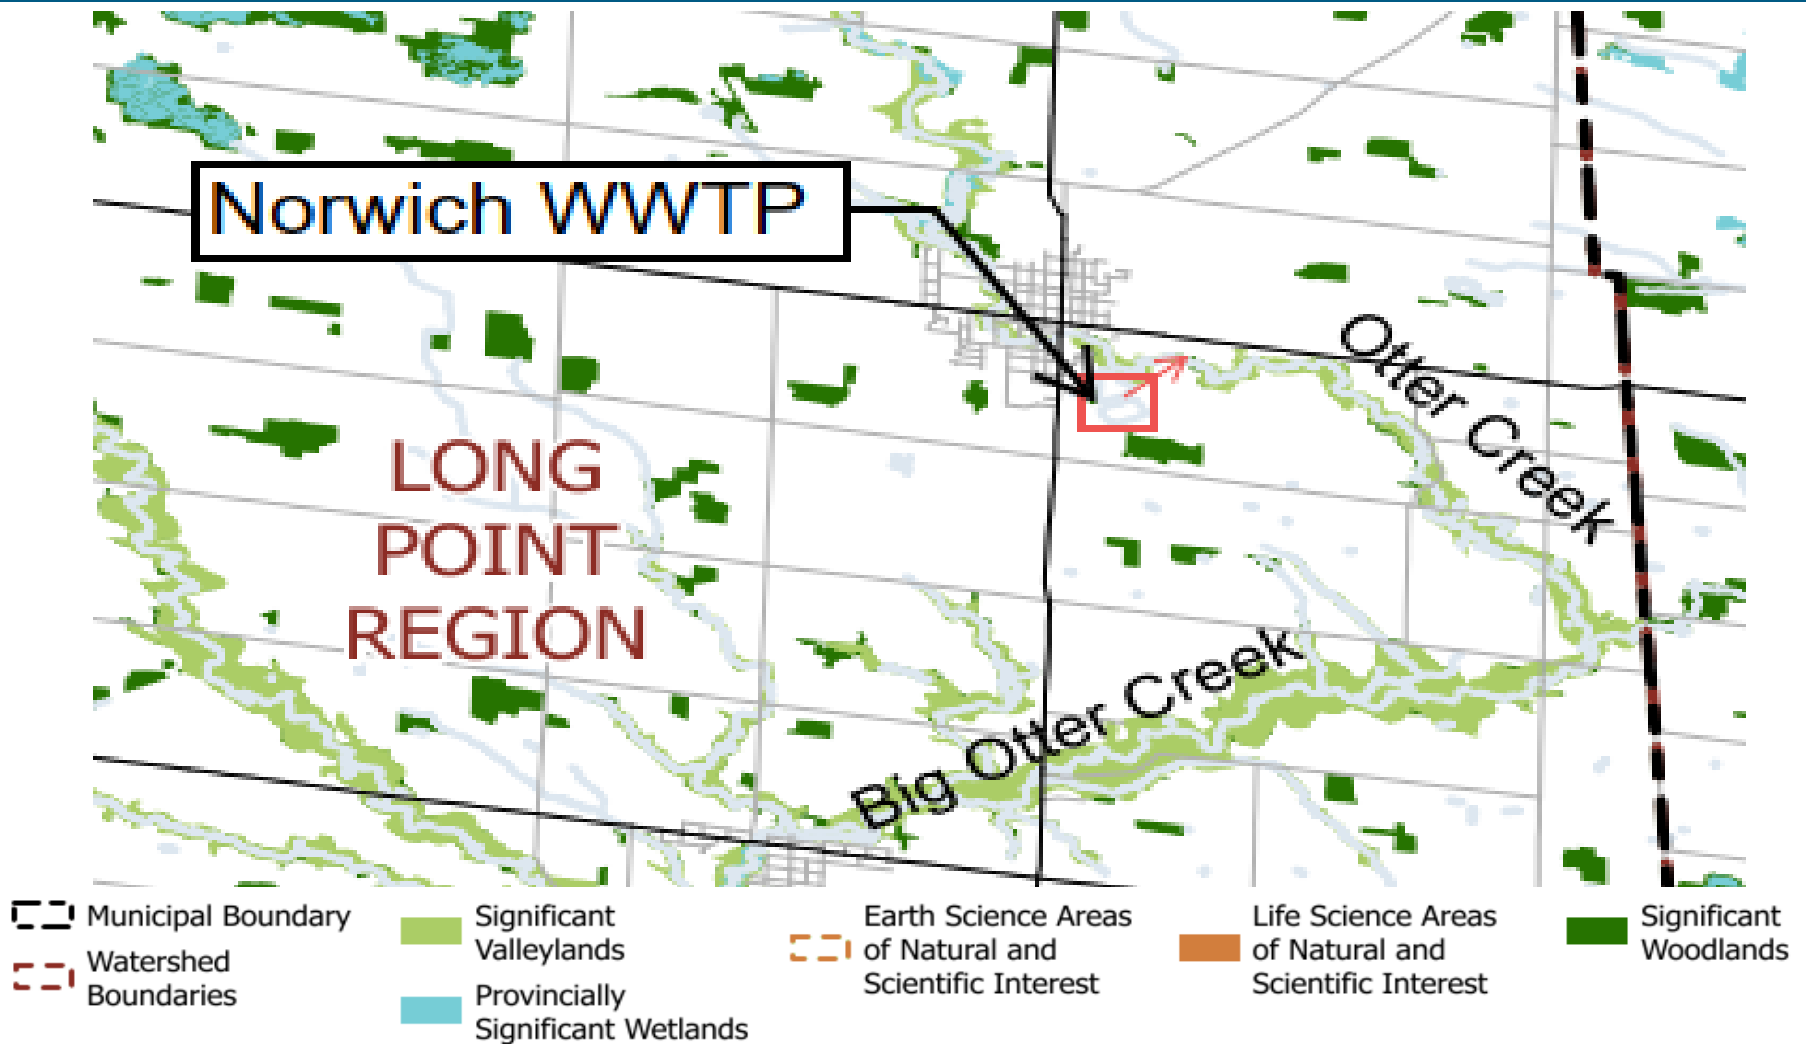 Norwich WWTP
Otter Creek
LONG
POINT
REGION
Big Otter Creek
Municipal Boundary
Watershed
Boundaries
Significant
Valleylands
Provincially
Significant Wetlands
Earth Science Areas
of Natural and
Scientific Interest
Life Science Areas
of Natural and
Scientific Interest
Significant
Woodlands